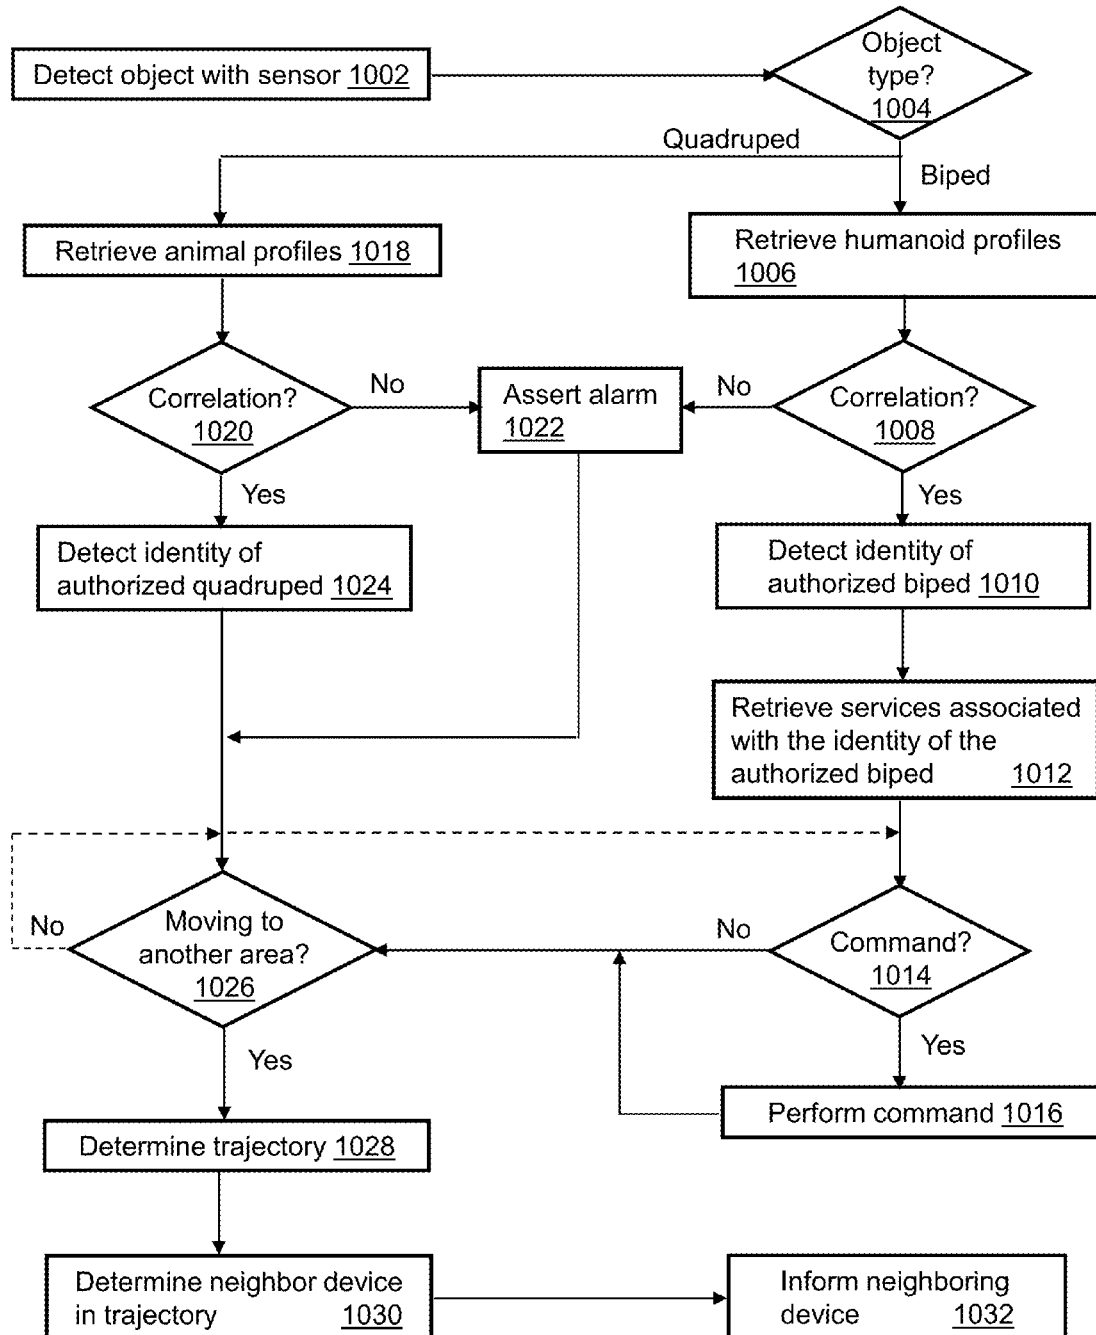 Detect object with sensor 1002
Object
type?
1004
Quadruped
Biped
Retrieve animal profiles 1018
Retrieve humanoid profiles
1006
Correlation?
1020
No
Assert alarm
1022
No
Correlation?
1008
Yes
Yes
Detect identity of
authorized quadruped 1024
Detect identity of
authorized biped 1010
Retrieve services associated
with the identity of the
authorized biped 1012
No
Moving to
another area?
1026
No
Command?
1014
Yes
Yes
Perform command 1016
Determine trajectory 1028
Determine neighbor device
in trajectory 1030
Inform neighboring
device 1032